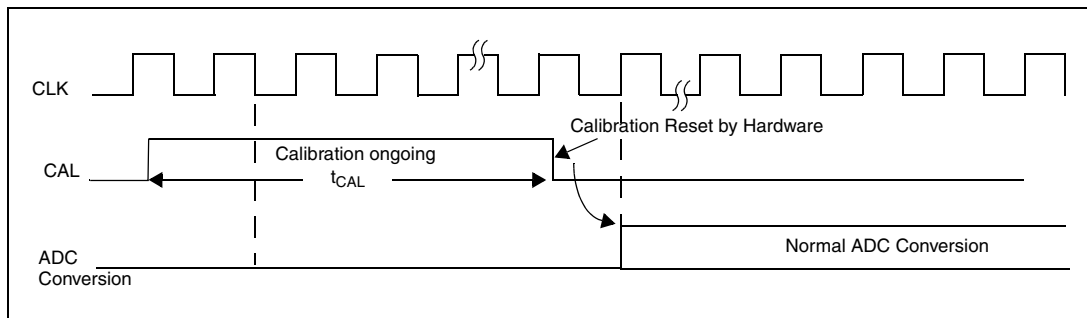 CLK
Calibration Reset by Hardware
CAL
Calibration ongoing
tCAL
ADC
Conversion
Normal ADC Conversion